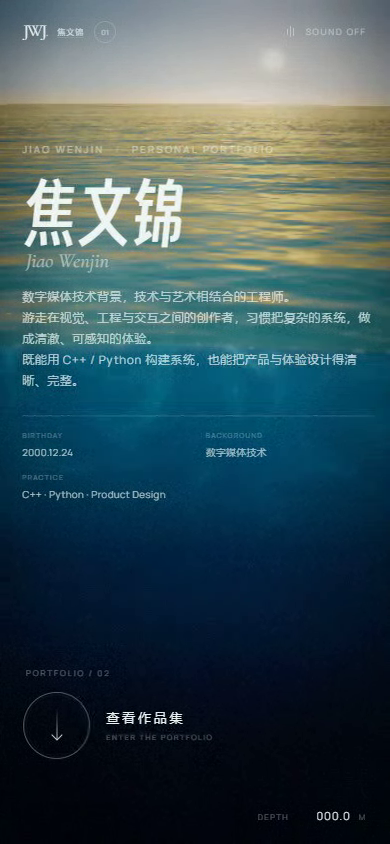 JWJ. 焦文锦 01
SOUND OFF
JIAO WENJIN / PERSONAL PORTFOLIO
焦文锦
Jiao Wenjin
数字媒体技术背景，技术与艺术相结合的工程师。
游走在视觉、工程与交互之间的创作者，习惯把复杂的系统，做
成清澈、可感知的体验。
既能用 C++ / Python 构建系统，也能把产品与体验设计得清
晰、完整。
BIRTHDAY
2000.12.24
BACKGROUND
数字媒体技术
PRACTICE
C++ · Python · Product Design
PORTFOLIO / 02
查看作品集
ENTER THE PORTFOLIO
DEPTH 000.0 M